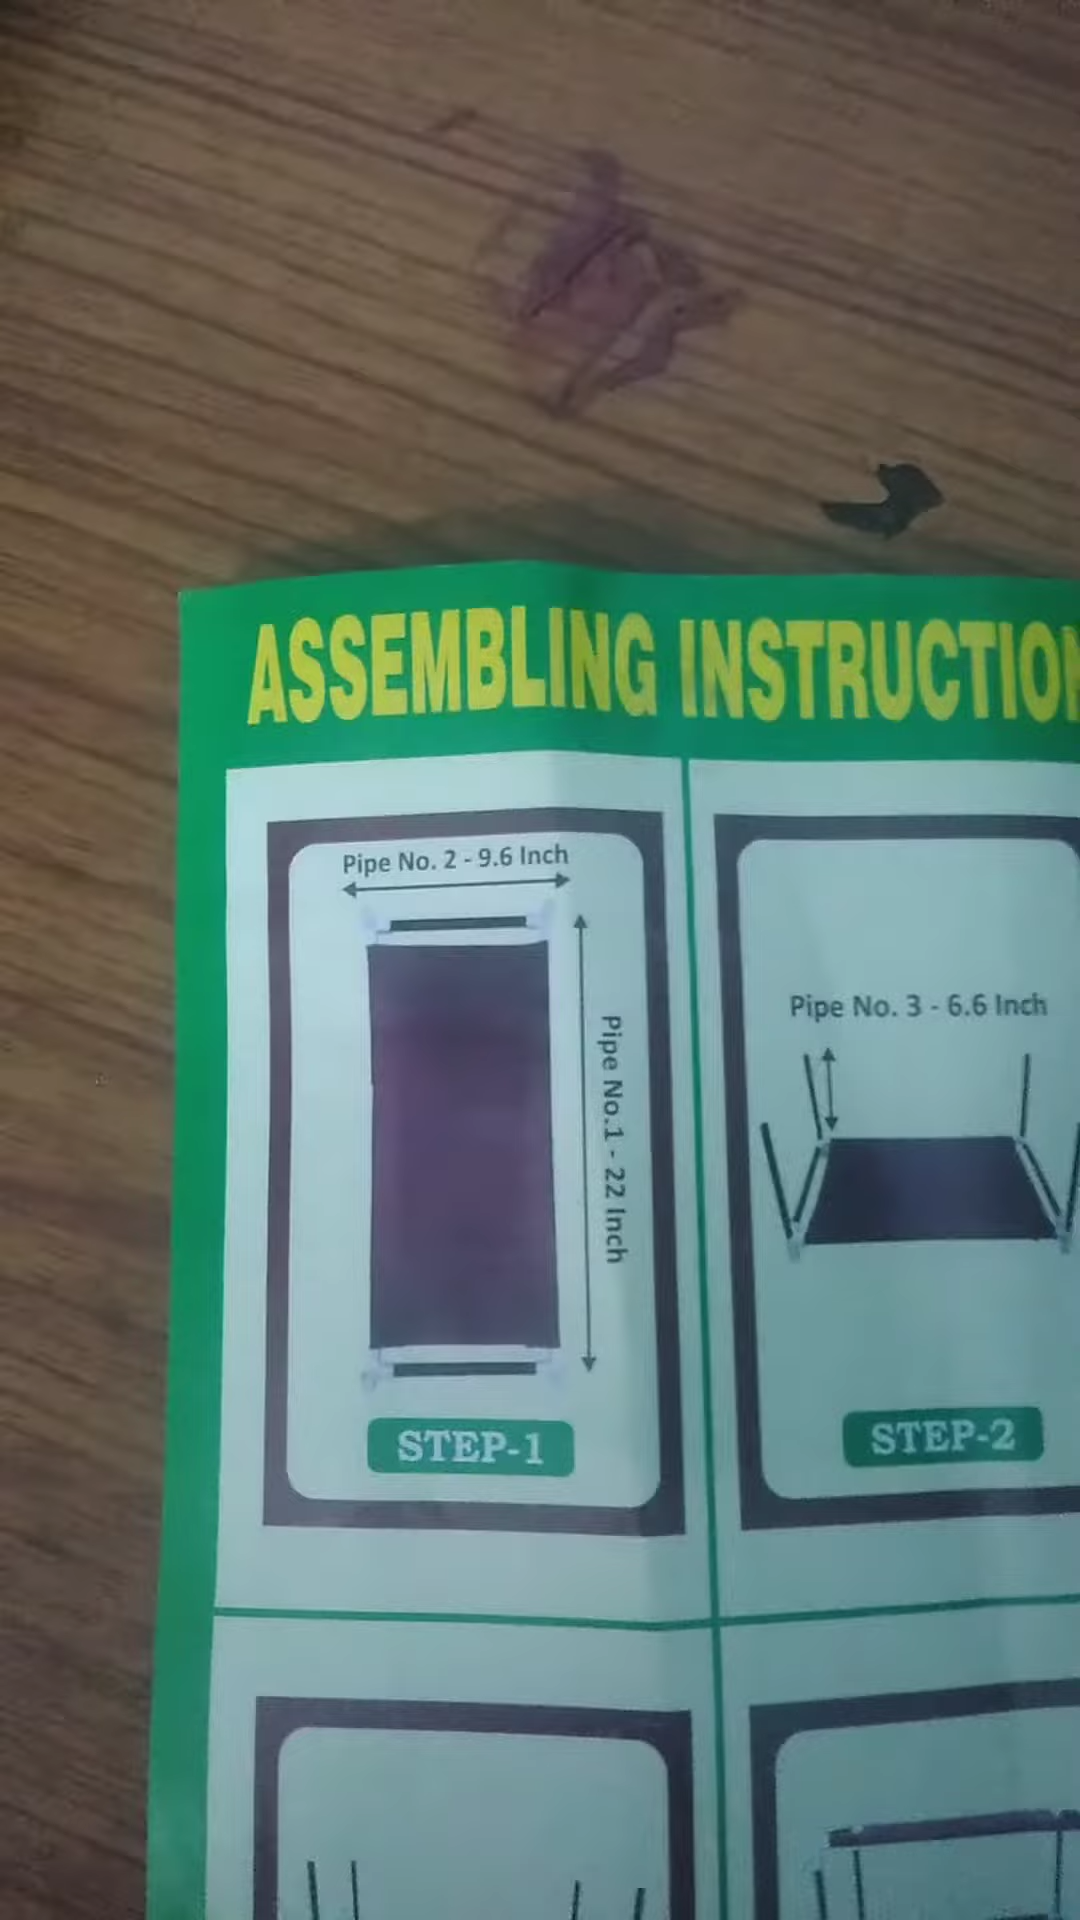 ASSEMBLING INSTRUCTION
Pipe No. 2 - 9.6 Inch
Pipe No.1 - 22 Inch
STEP-1
Pipe No. 3 - 6.6 Inch
STEP-2